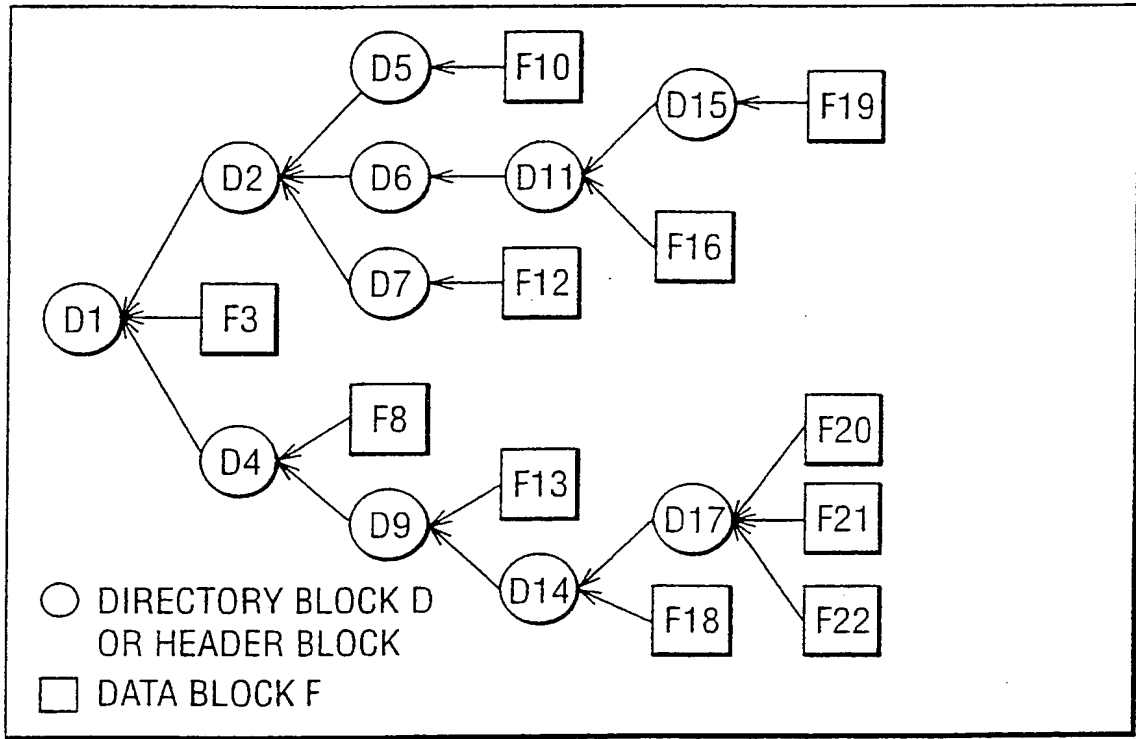 D5
F10
D15
F19
D2
D6
D11
F16
D7
F12
D1
F3
F8
D4
F20
F13
D9
D17
F21
D14
F18
F22
DIRECTORY BLOCK D
OR HEADER BLOCK
DATA BLOCK F